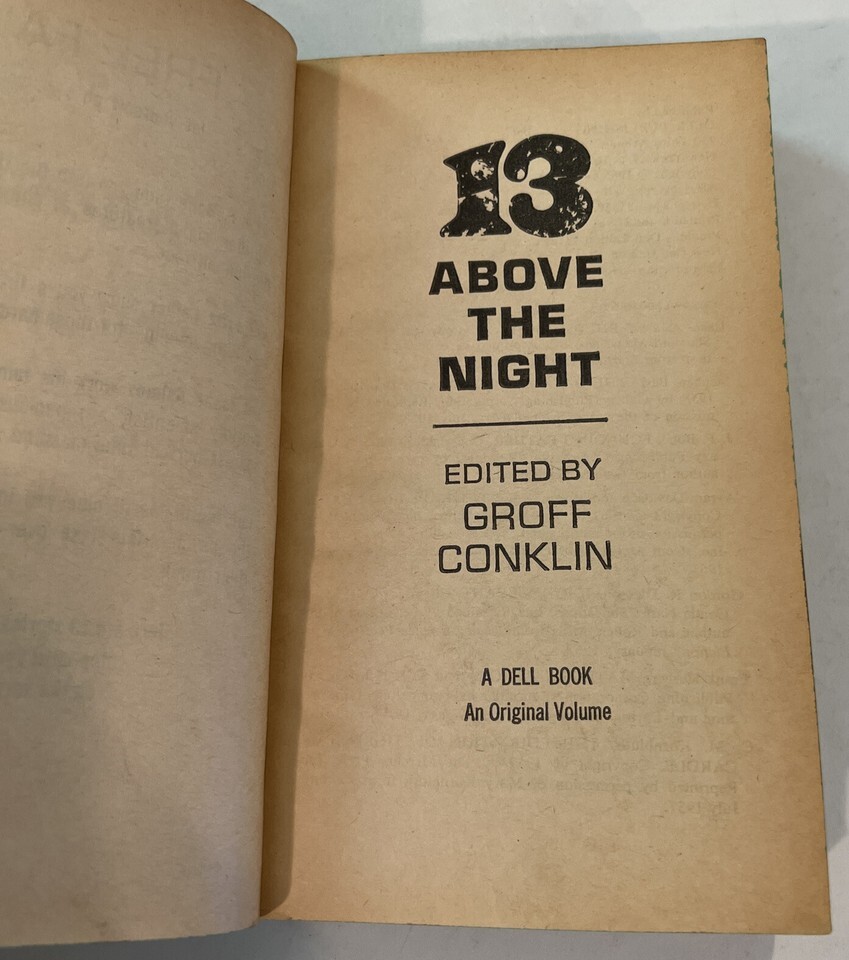 13
ABOVE
THE
NIGHT
EDITED BY
GROFF
CONKLIN
A DELL BOOK
An Original Volume